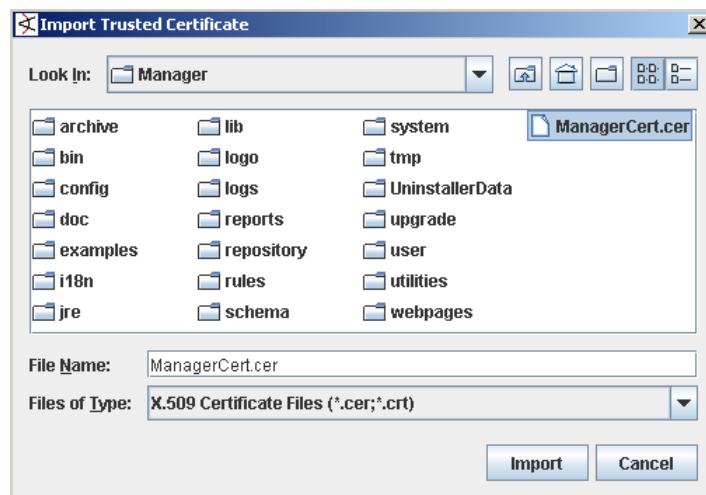 Import Trusted Certificate
Look In: Manager
archive lib system ManagerCert.cer
bin logo tmp
config logs UninstallerData
doc reports upgrade
examples repository user
i18n rules utilities
jre schema webpages
File Name: ManagerCert.cer
Files of Type: X.509 Certificate Files (*.cer;*.crt)
Import Cancel